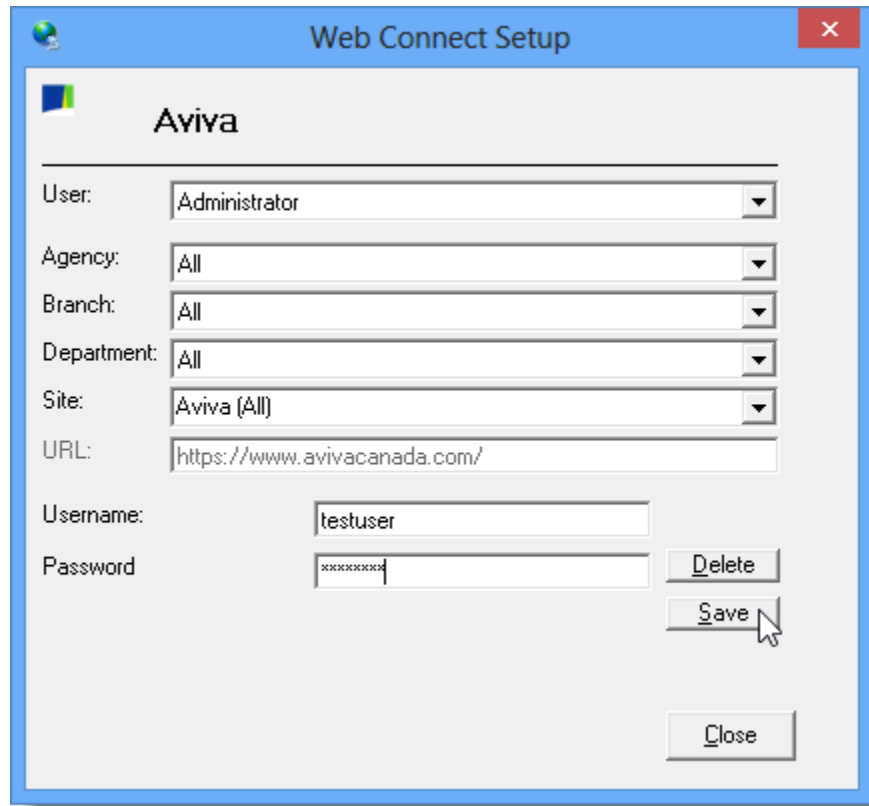 Web Connect Setup
Aviva
User: Administrator
Agency: All
Branch: All
Department: All
Site: Aviva (All)
URL: https://www.avivacanada.com/
Username: testuser
Password ********
Delete
Save
Close